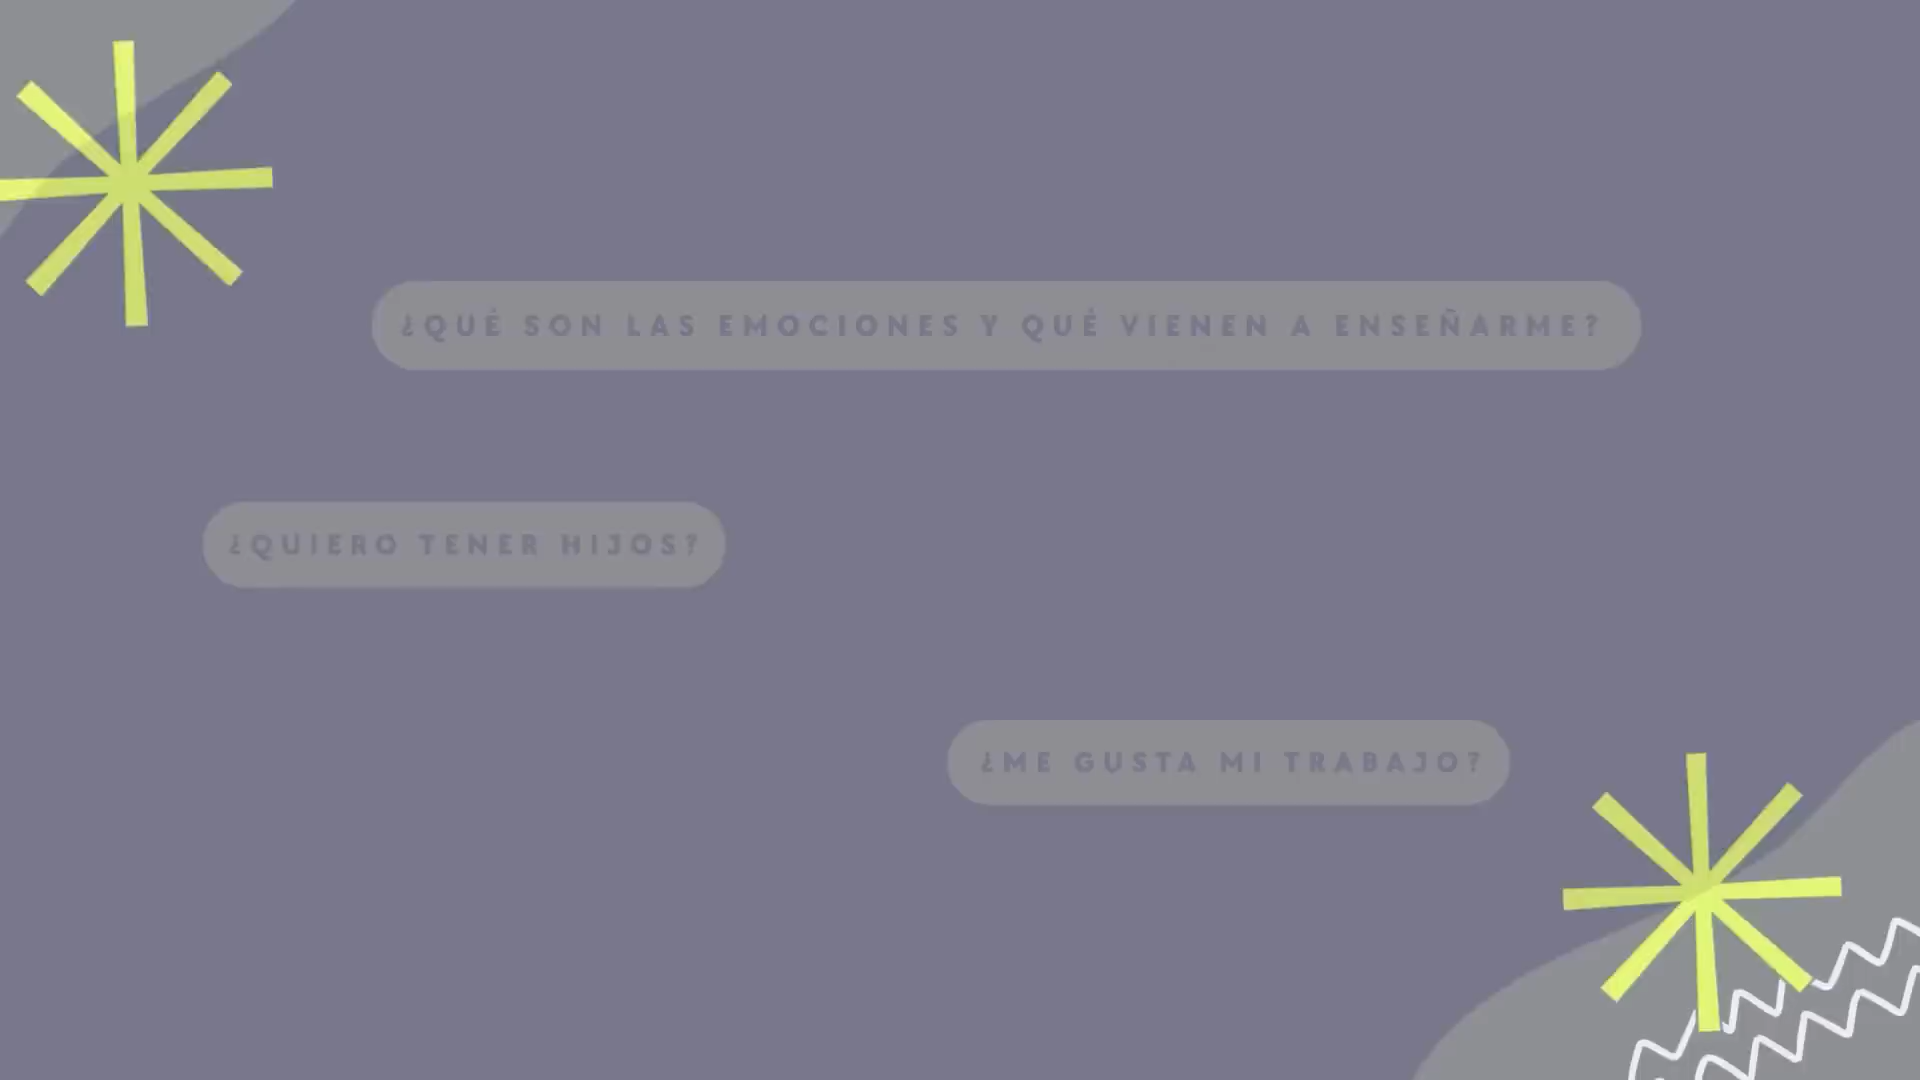 ¿QUÉ SON LAS EMOCIONES Y QUÉ VIENEN A ENSEÑARME?
¿QUIERO TENER HIJOS?
¿ME GUSTA MI TRABAJO?